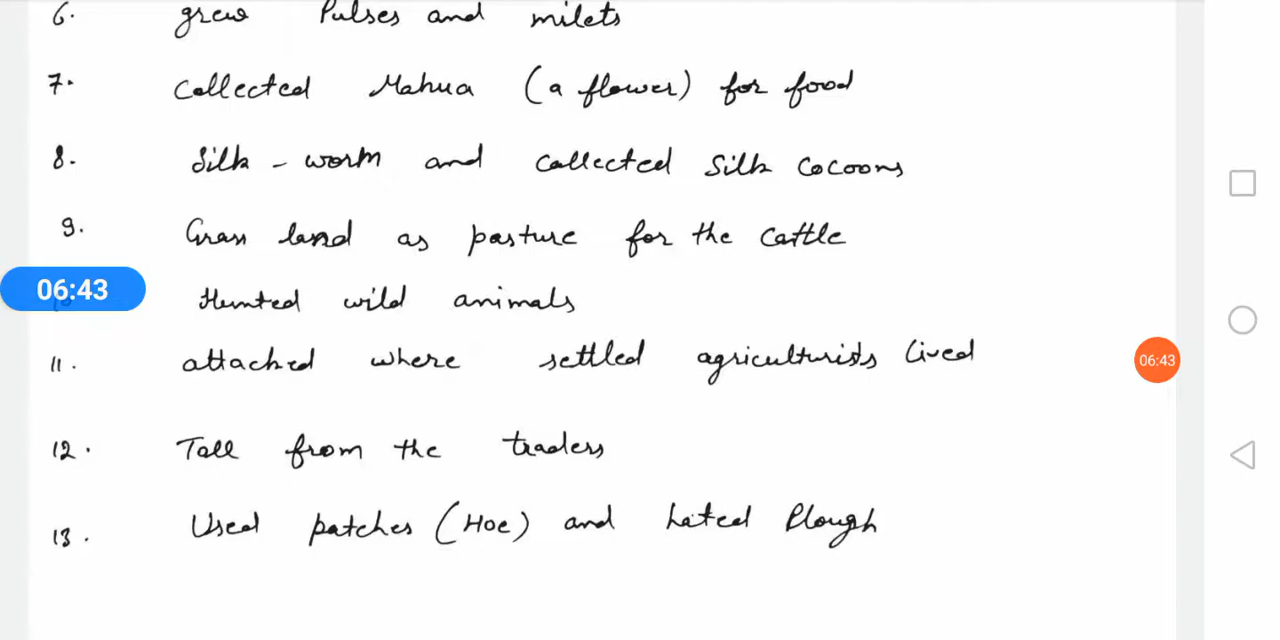 6. grew Pulses and milets
7. Collected Mahua (a flower) for food
8. Silk - worm and collected Silk Cocoons
9. Grass land as pasture for the cattle
06:43
Hunted wild animals
11. attached where settled agriculturists lived
06:43
12. Toll from the traders
13. Used patches (Hoe) and hated Plough